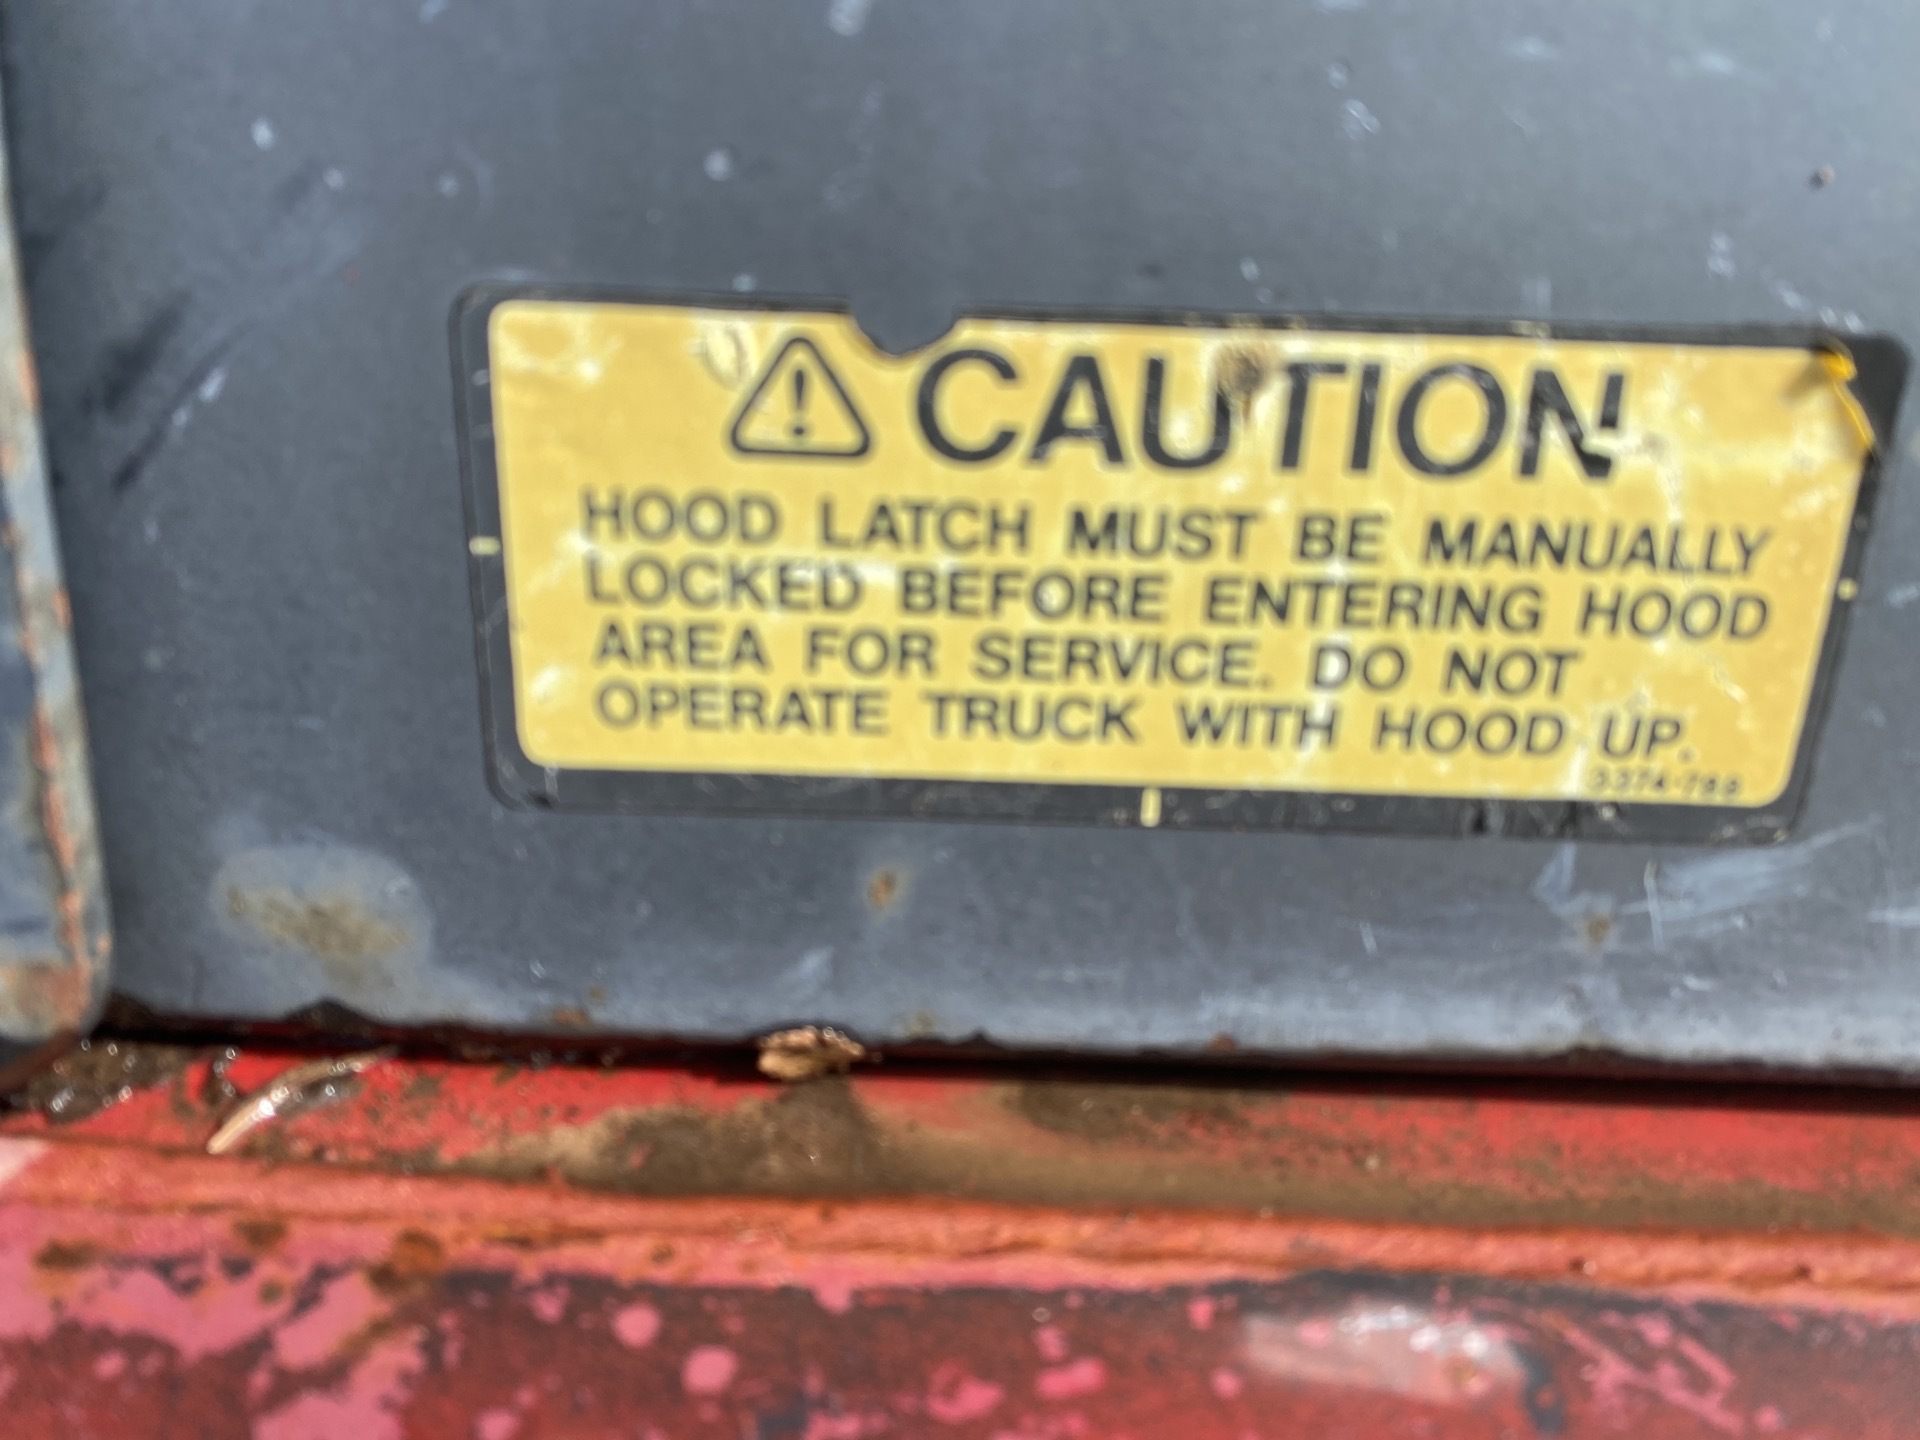 CAUTION
HOOD LATCH MUST BE MANUALLY
LOCKED BEFORE ENTERING HOOD
AREA FOR SERVICE. DO NOT
OPERATE TRUCK WITH HOOD UP.